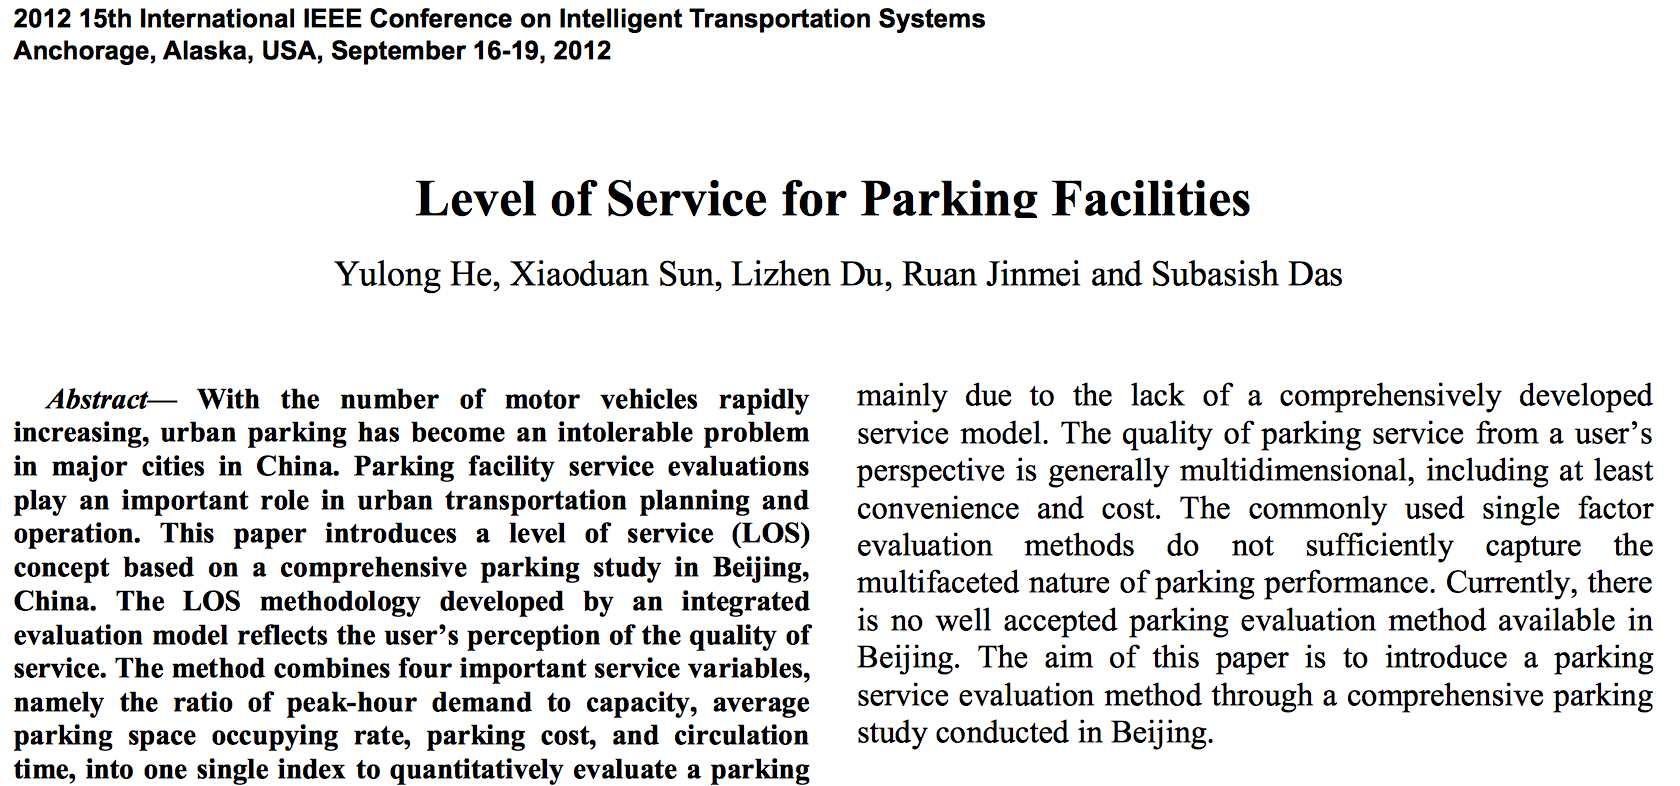 2012 15th International IEEE Conference on Intelligent Transportation Systems
Anchorage, Alaska, USA, September 16-19, 2012
Level of Service for Parking Facilities
Yulong He, Xiaoduan Sun, Lizhen Du, Ruan Jinmei and Subasish Das
Abstract— With the number of motor vehicles rapidly
increasing, urban parking has become an intolerable problem
in major cities in China. Parking facility service evaluations
play an important role in urban transportation planning and
operation. This paper introduces a level of service (LOS)
concept based on a comprehensive parking study in Beijing,
China. The LOS methodology developed by an integrated
evaluation model reflects the user’s perception of the quality of
service. The method combines four important service variables,
namely the ratio of peak-hour demand to capacity, average
parking space occupying rate, parking cost, and circulation
time, into one single index to quantitatively evaluate a parking
mainly due to the lack of a comprehensively developed
service model. The quality of parking service from a user’s
perspective is generally multidimensional, including at least
convenience and cost. The commonly used single factor
evaluation methods do not sufficiently capture the
multifaceted nature of parking performance. Currently, there
is no well accepted parking evaluation method available in
Beijing. The aim of this paper is to introduce a parking
service evaluation method through a comprehensive parking
study conducted in Beijing.